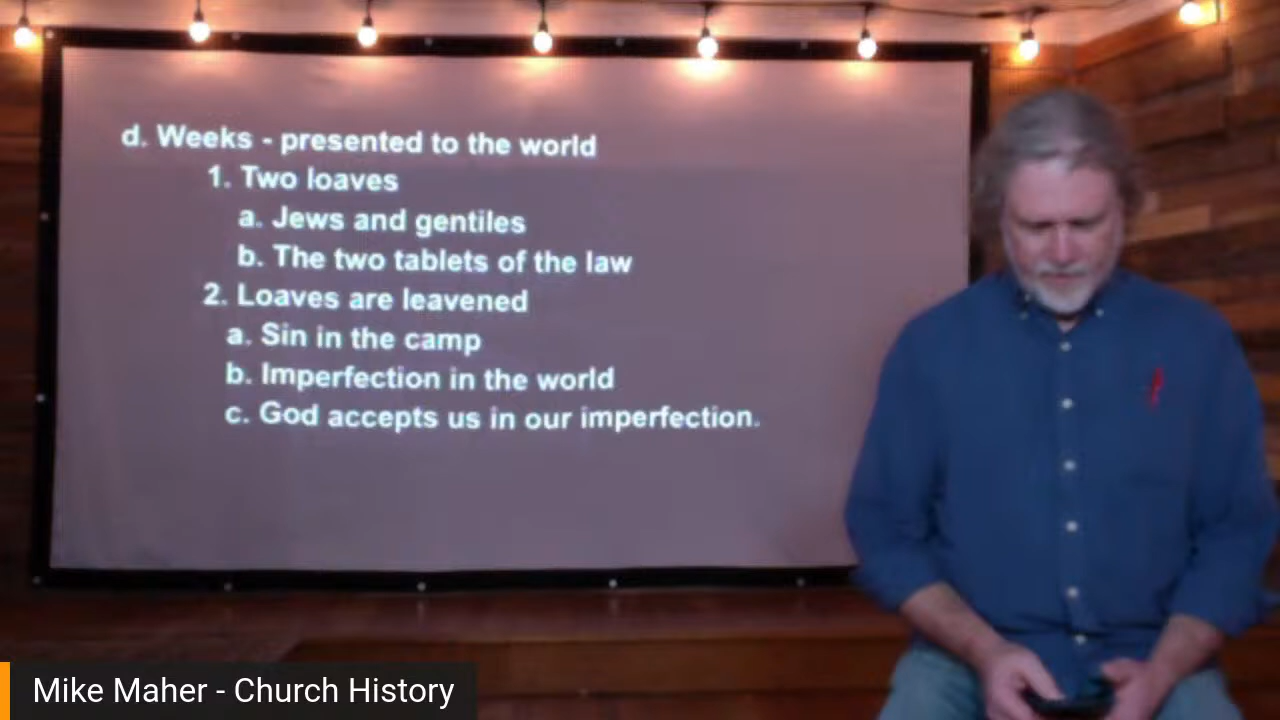 d. Weeks - presented to the world
1. Two loaves
a. Jews and gentiles
b. The two tablets of the law
2. Loaves are leavened
a. Sin in the camp
b. Imperfection in the world
c. God accepts us in our imperfection.
Mike Maher - Church History